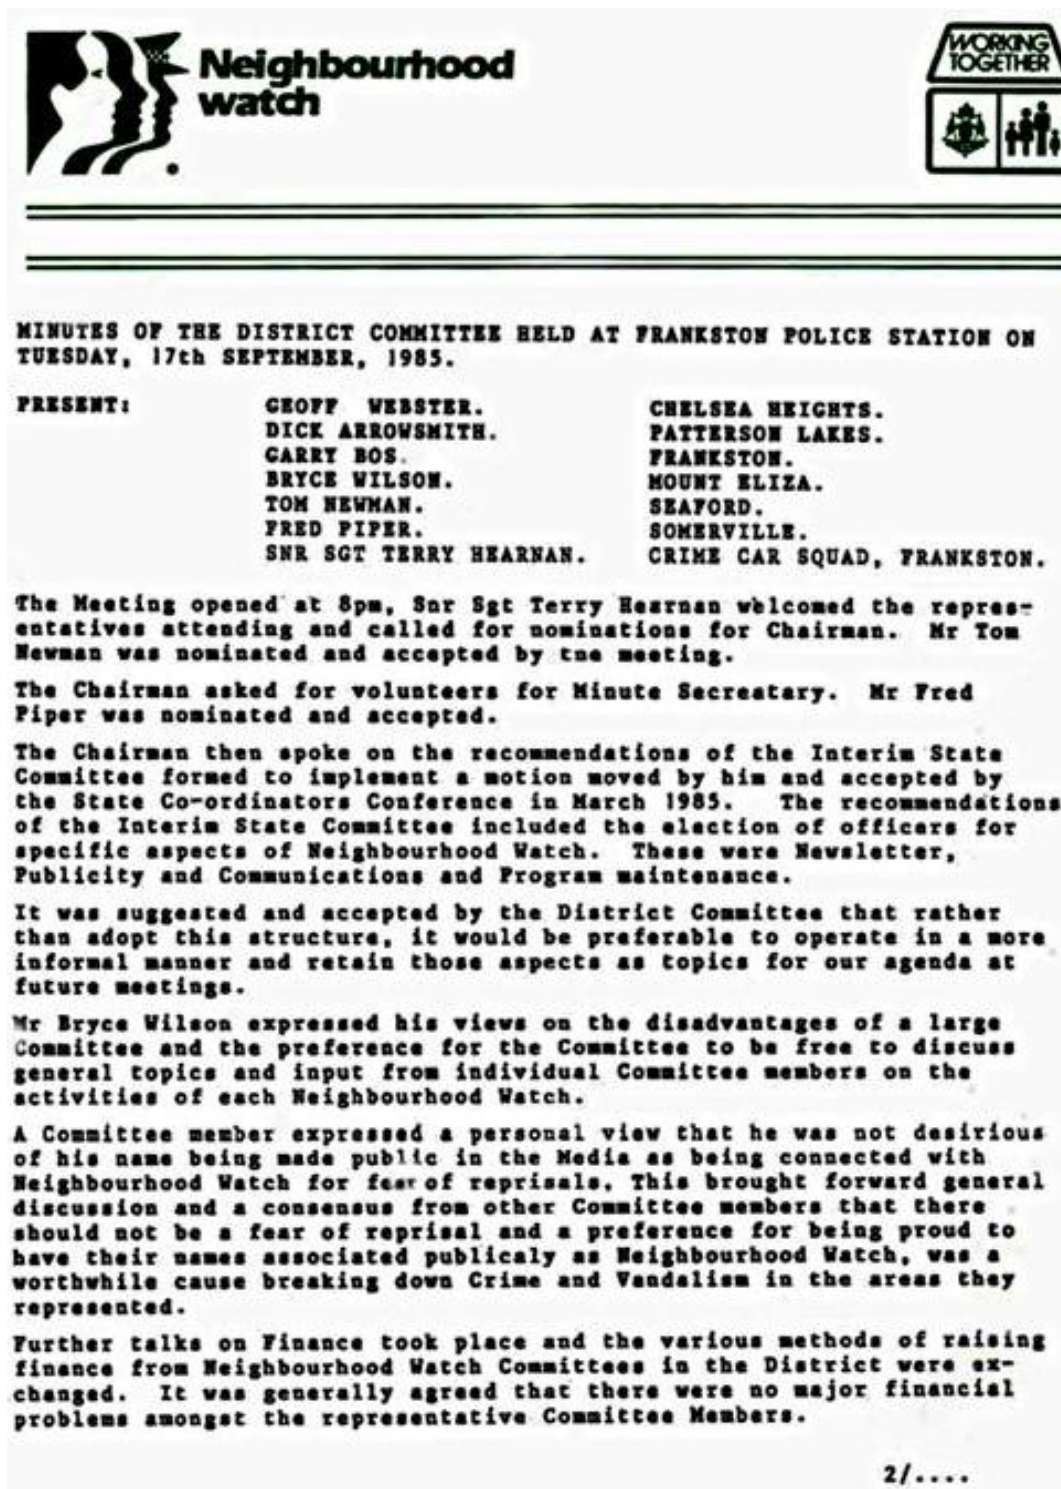 Neighbourhood
watch
WORKING
TOGETHER
MINUTES OF THE DISTRICT COMMITTEE HELD AT FRANKSTON POLICE STATION ON
TUESDAY, 17th SEPTEMBER, 1985.
PRESENT: GEOFF WEBSTER. CHELSEA HEIGHTS.
DICK ARROWSMITH. PATTERSON LAKES.
GARRY BOS. FRANKSTON.
BRYCE WILSON. MOUNT ELIZA.
TOM NEWMAN. SEAFORD.
FRED PIPER. SOMERVILLE.
SNR SGT TERRY HEARNAN. CRIME CAR SQUAD, FRANKSTON.
The Meeting opened at 8pm, Snr Sgt Terry Hearnan welcomed the repres-
entatives attending and called for nominations for Chairman. Mr Tom
Newman was nominated and accepted by tne meeting.
The Chairman asked for volunteers for Minute Secreatary. Mr Fred
Piper was nominated and accepted.
The Chairman then spoke on the recommendations of the Interim State
Committee formed to implement a motion moved by him and accepted by
the State Co-ordinators Conference in March 1985. The recommendations
of the Interim State Committee included the election of officers for
specific aspects of Neighbourhood Watch. These were Newsletter,
Publicity and Communications and Program maintenance.
It was suggested and accepted by the District Committee that rather
than adopt this structure, it would be preferable to operate in a more
informal manner and retain those aspects as topics for our agenda at
future meetings.
Mr Bryce Wilson expressed his views on the disadvantages of a large
Committee and the preference for the Committee to be free to discuss
general topics and input from individual Committee members on the
activities of each Neighbourhood Watch.
A Committee member expressed a personal view that he was not desirious
of his name being made public in the Media as being connected with
Neighbourhood Watch for fear of reprisals. This brought forward general
discussion and a consensus from other Committee members that there
should not be a fear of reprisal and a preference for being proud to
have their names associated publicaly as Neighbourhood Watch, was a
worthwhile cause breaking down Crime and Vandalism in the areas they
represented.
Further talks on Finance took place and the various methods of raising
finance from Neighbourhood Watch Committees in the District were ex-
changed. It was generally agreed that there were no major financial
problems amongst the representative Committee Members.
2/....